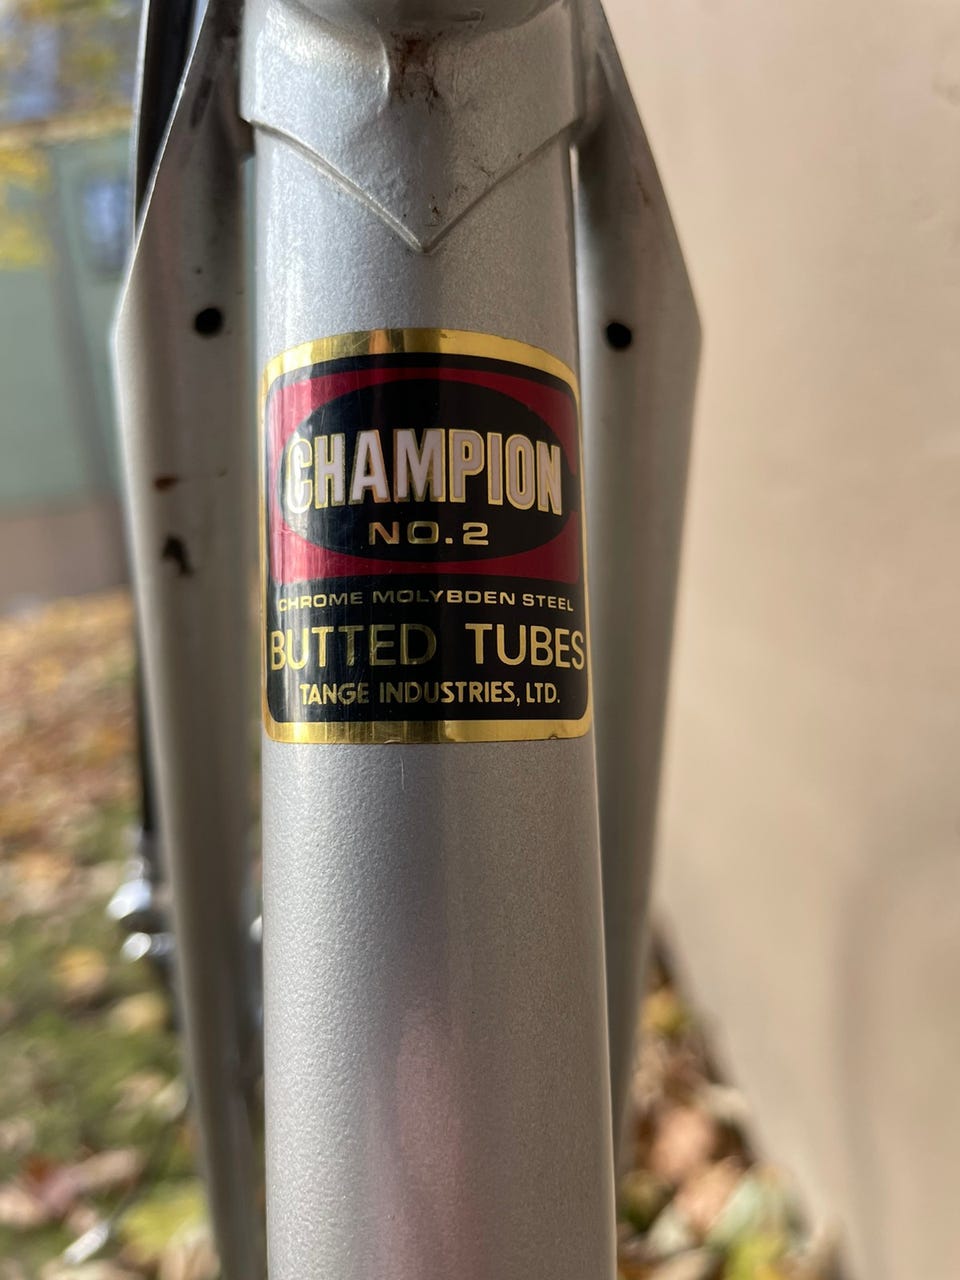 CHAMPION
NO.2
CHROME MOLYBDEN STEEL
BUTTED TUBES
TANGE INDUSTRIES, LTD.